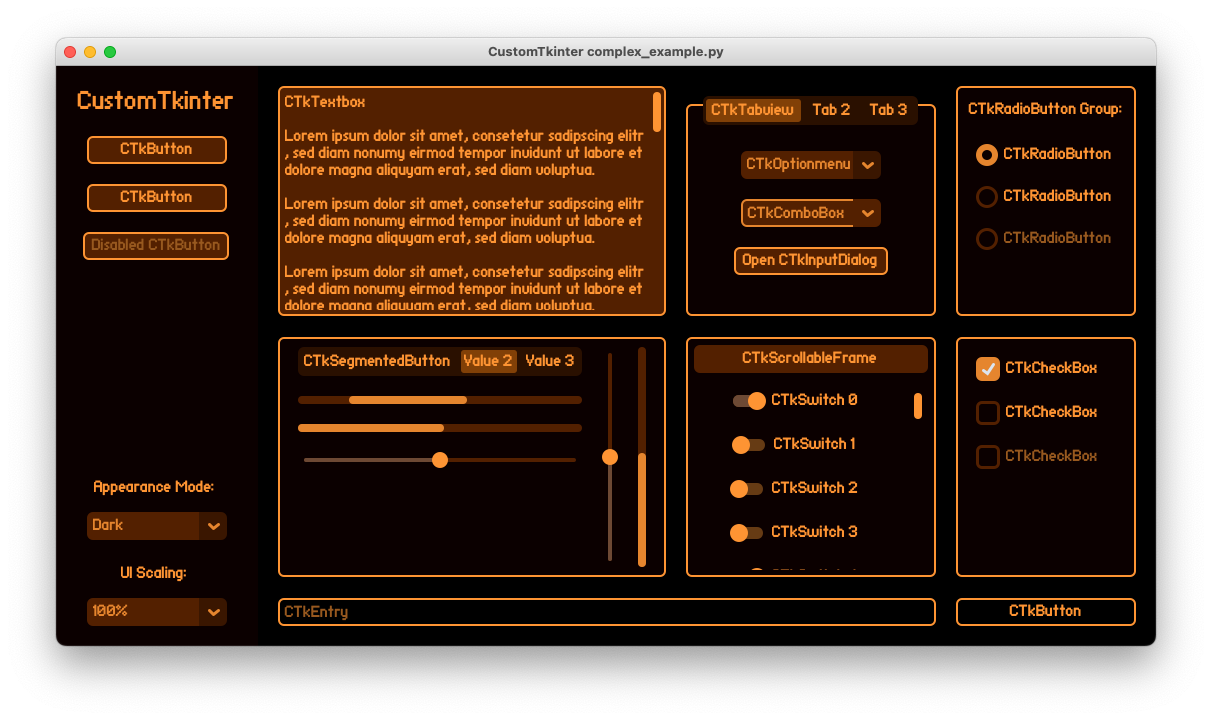 CustomTkinter complex_example.py
CustomTkinter
CTkButton
CTkButton
Disabled CTkButton
Appearance Mode:
Dark
UI Scaling:
100%
CTkTextbox
Lorem ipsum dolor sit amet, consetetur sadipscing elitr
, sed diam nonumy eirmod tempor invidunt ut labore et
dolore magna aliquyam erat, sed diam voluptua.
Lorem ipsum dolor sit amet, consetetur sadipscing elitr
, sed diam nonumy eirmod tempor invidunt ut labore et
dolore magna aliquyam erat, sed diam voluptua.
Lorem ipsum dolor sit amet, consetetur sadipscing elitr
, sed diam nonumy eirmod tempor invidunt ut labore et
dolore magna aliquyam erat, sed diam voluptua.
CTkTabview Tab 2 Tab 3
CTkOptionmenu
CTkComboBox
Open CTkInputDialog
CTkRadioButton Group:
CTkRadioButton
CTkRadioButton
CTkRadioButton
CTkSegmentedButton Value 2 Value 3
CTkScrollableFrame
CTkSwitch 0
CTkSwitch 1
CTkSwitch 2
CTkSwitch 3
CTkCheckBox
CTkCheckBox
CTkCheckBox
CTkEntry
CTkButton